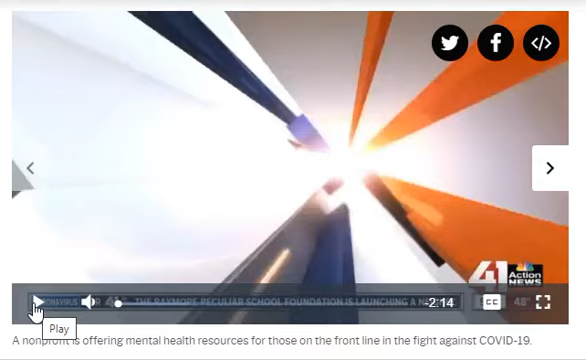 </>
41 Action
NEWS
THE RAYMORE-PECULIAR SCHOOL FOUNDATION IS LAUNCHING A
-2:14
CC
48°
Play
A nonprofit is offering mental health resources for those on the front line in the fight against COVID-19.